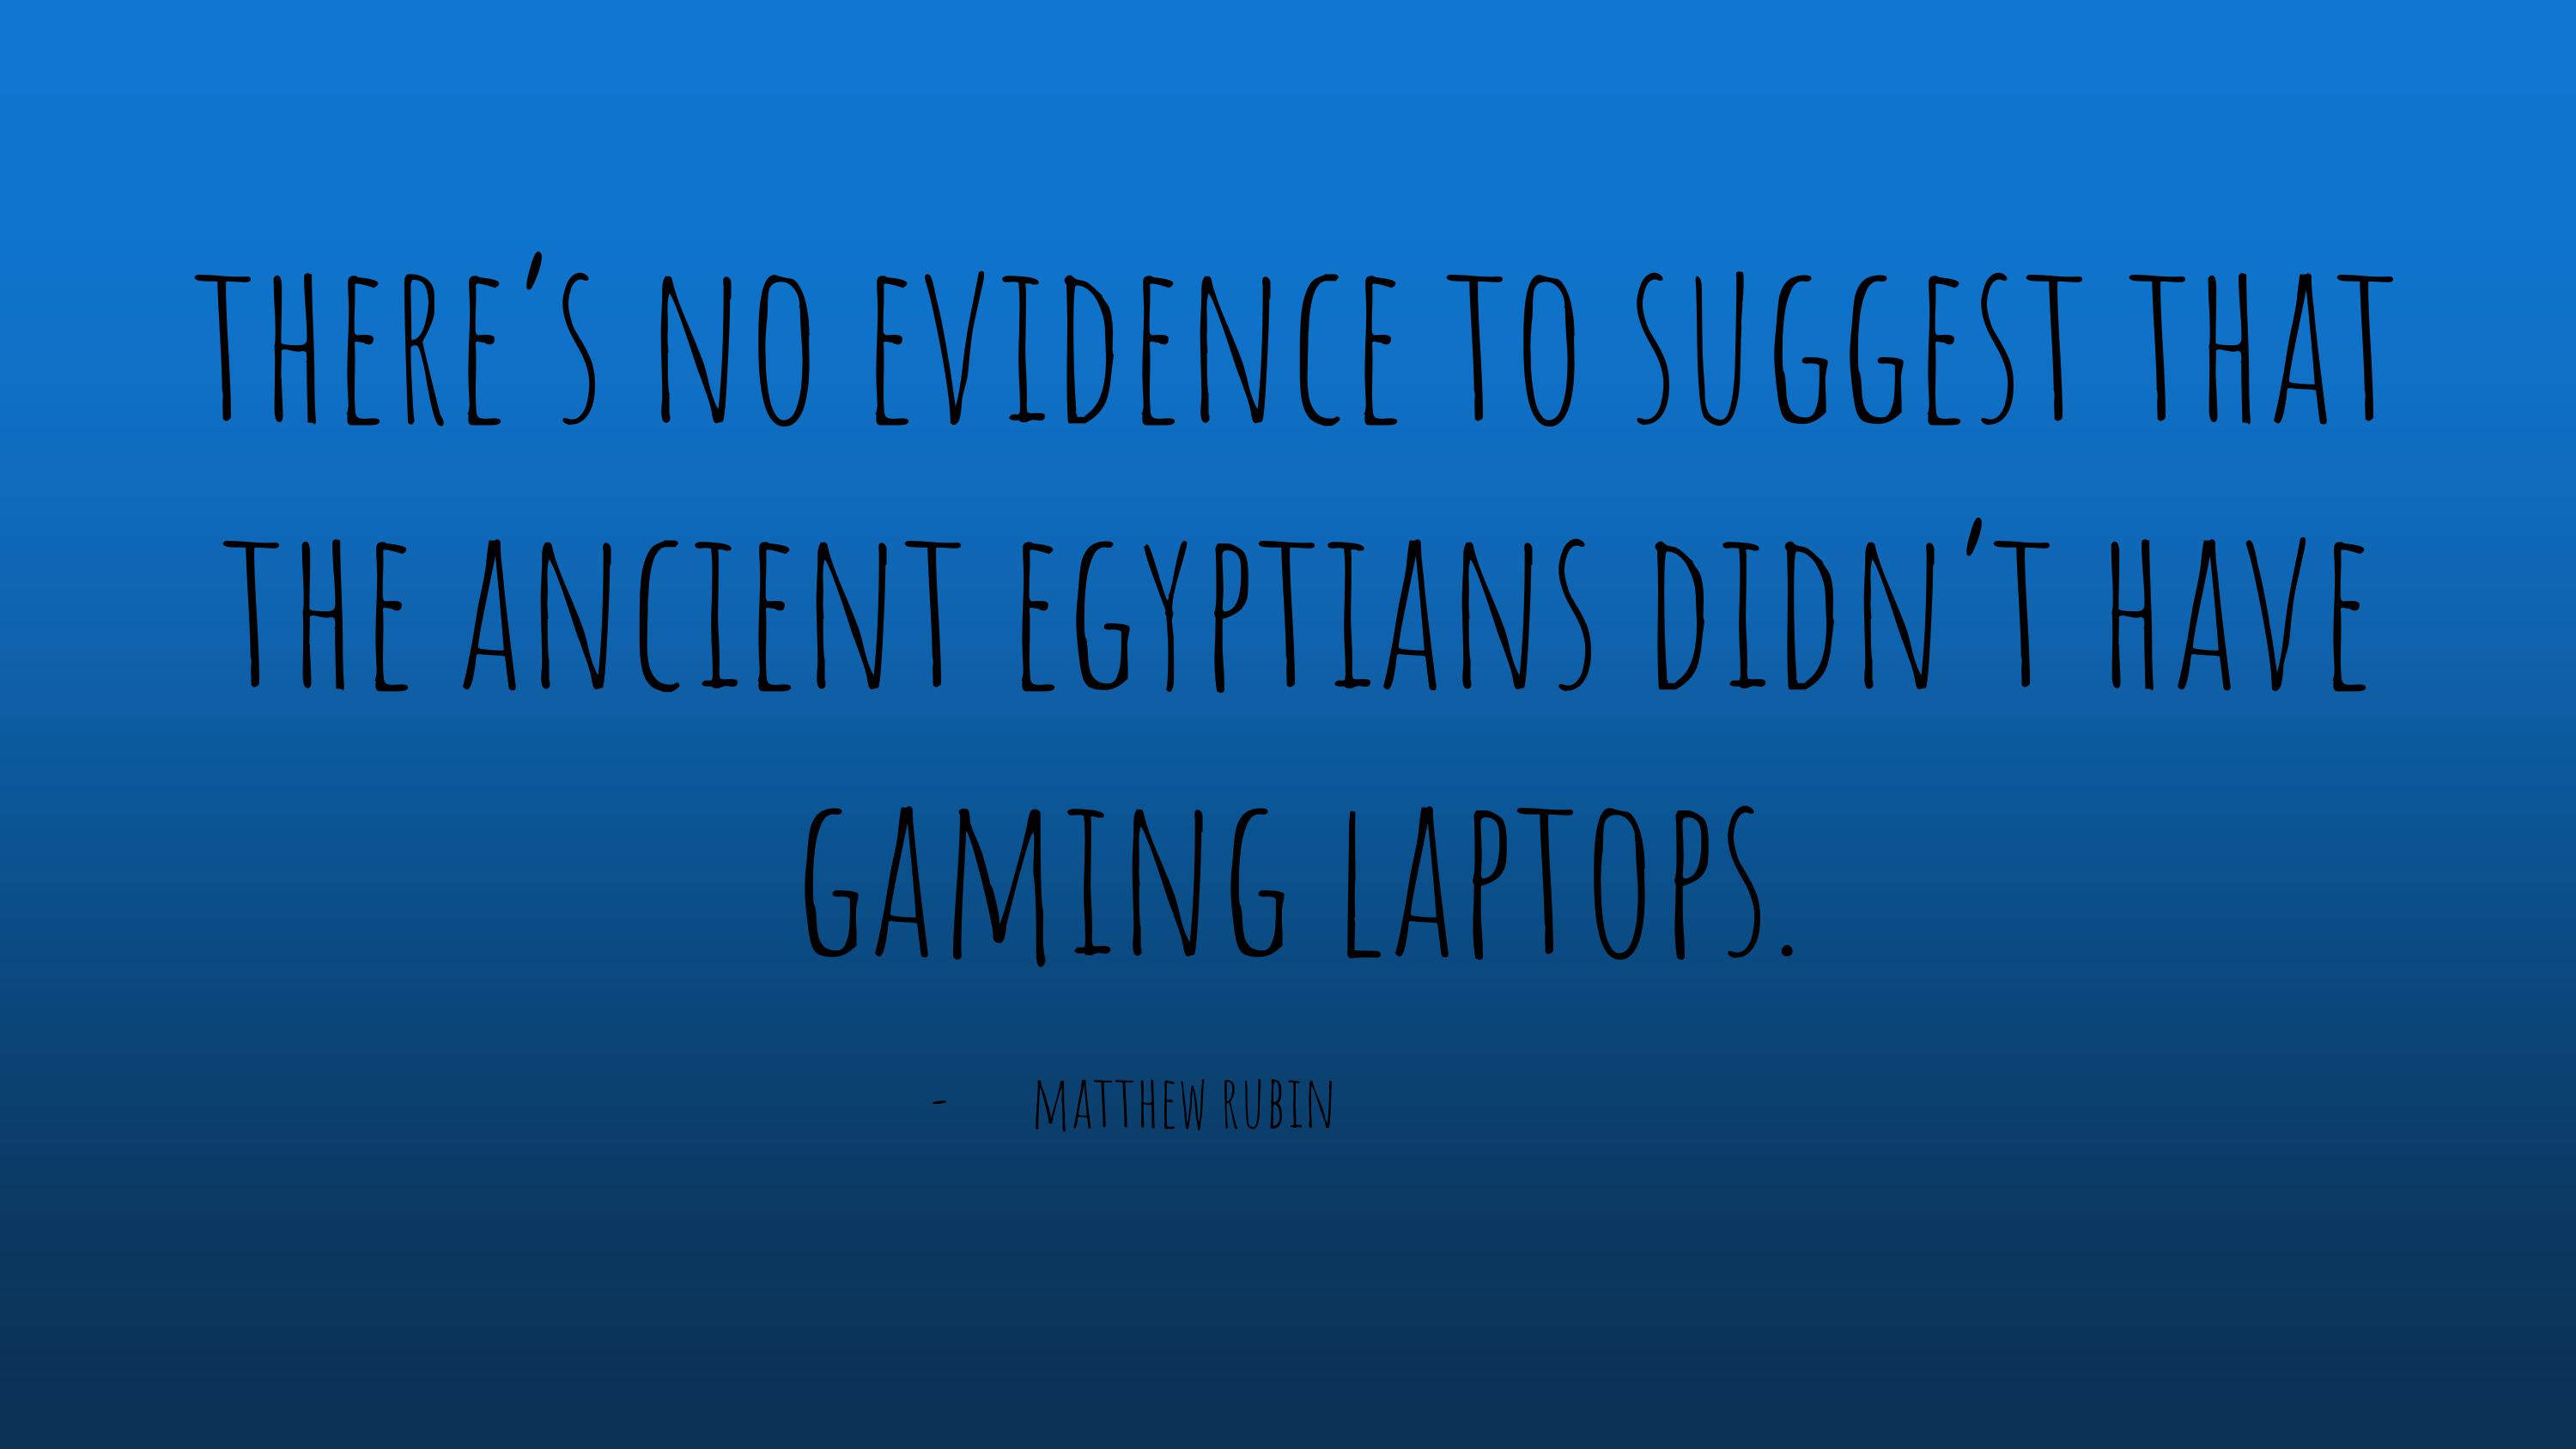 THERE'S NO EVIDENCE TO SUGGEST THAT
THE ANCIENT EGYPTIANS DIDN'T HAVE
GAMING LAPTOPS.
- MATTHEW RUBIN